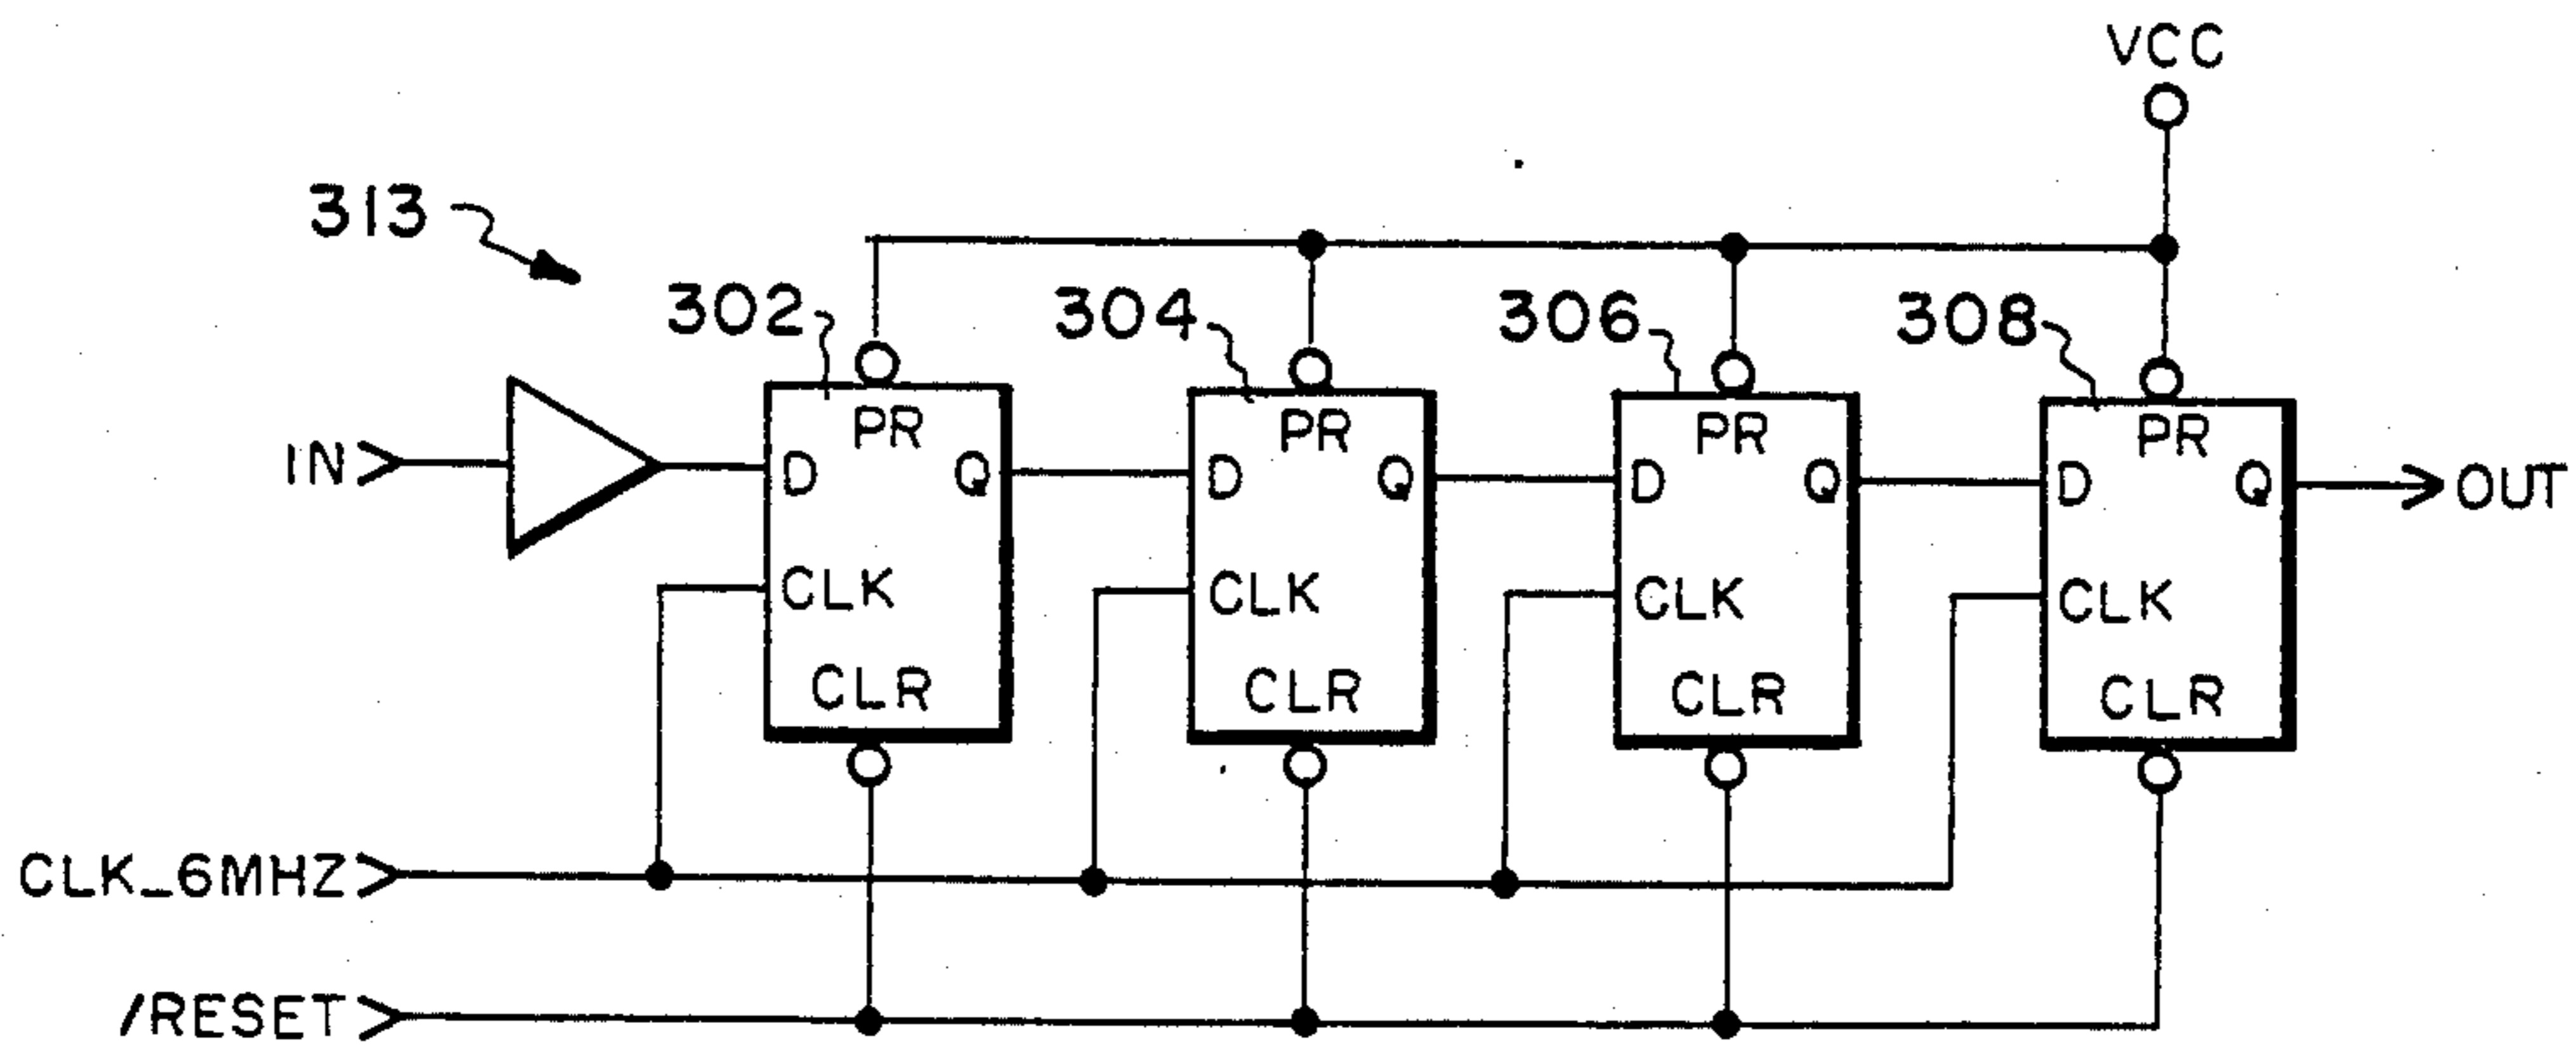 VCC
313
302
304
306
308
IN
PR
D
Q
CLK
CLR
PR
D
Q
CLK
CLR
PR
D
Q
CLK
CLR
PR
D
Q
CLK
CLR
OUT
CLK_6MHZ
/RESET